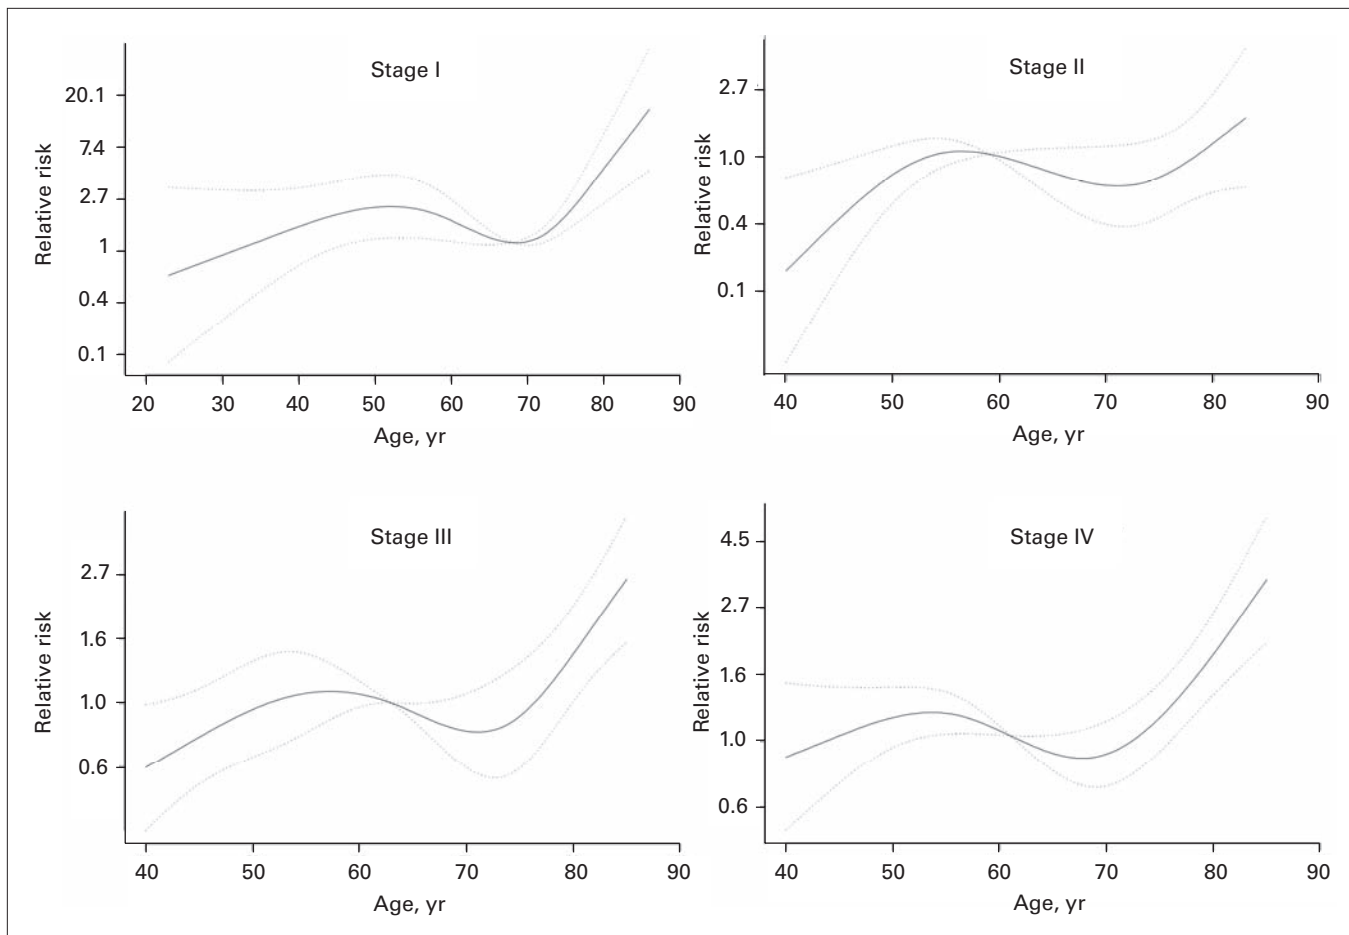 Stage I
Relative risk
20.1
7.4
2.7
1
0.4
0.1
20 30 40 50 60 70 80 90
Age, yr
Stage II
Relative risk
2.7
1.0
0.4
0.1
40 50 60 70 80 90
Age, yr
Stage III
Relative risk
2.7
1.6
1.0
0.6
40 50 60 70 80 90
Age, yr
Stage IV
Relative risk
4.5
2.7
1.6
1.0
0.6
40 50 60 70 80 90
Age, yr